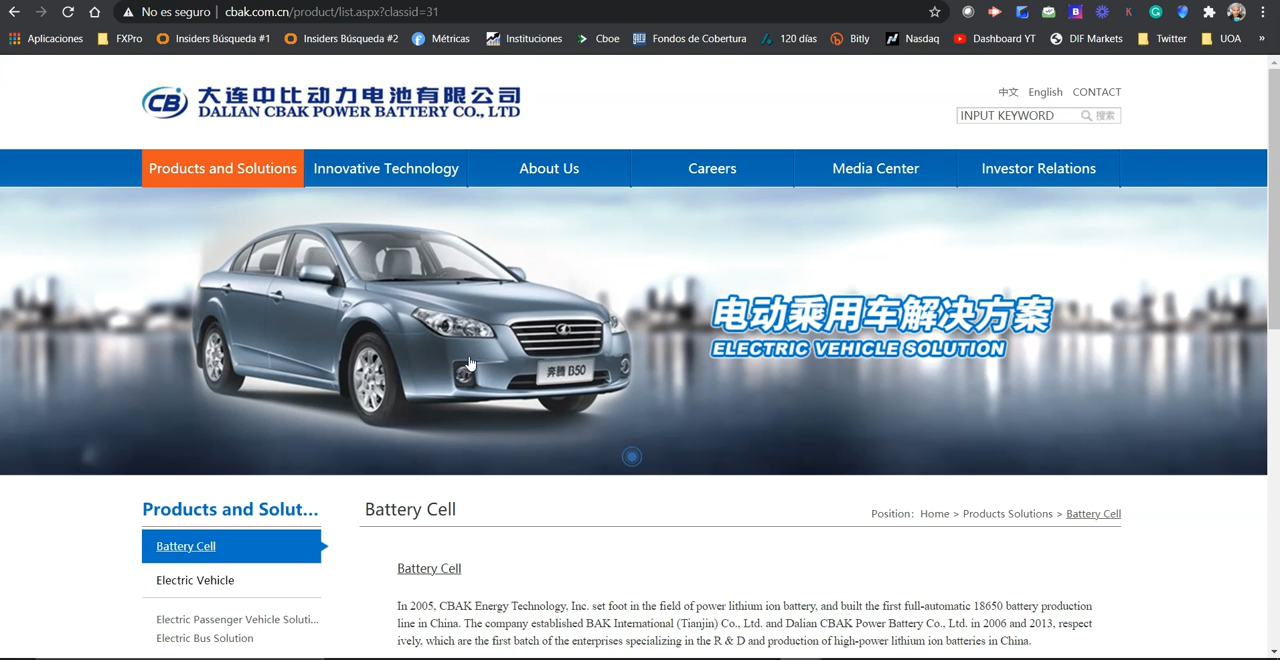 No es seguro | cbak.com.cn/product/list.aspx?classid=31
Aplicaciones FXPro Insiders Búsqueda #1 Insiders Búsqueda #2 Métricas Instituciones Cboe Fondos de Cobertura 120 días Bitly Nasdaq Dashboard YT DIF Markets Twitter UOA »
CB 大连中比动力电池有限公司
DALIAN CBAK POWER BATTERY CO., LTD
中文 English CONTACT
INPUT KEYWORD 搜索
Products and Solutions Innovative Technology About Us Careers Media Center Investor Relations
电动乘用车解决方案
ELECTRIC VEHICLE SOLUTION
奔腾 B50
Products and Solut...
Battery Cell
Electric Vehicle
Electric Passenger Vehicle Soluti...
Electric Bus Solution
Battery Cell
Position: Home > Products Solutions > Battery Cell
Battery Cell
In 2005, CBAK Energy Technology, Inc. set foot in the field of power lithium ion battery, and built the first full-automatic 18650 battery production
line in China. The company established BAK International (Tianjin) Co., Ltd. and Dalian CBAK Power Battery Co., Ltd. in 2006 and 2013, respect
ively, which are the first batch of the enterprises specializing in the R & D and production of high-power lithium ion batteries in China.